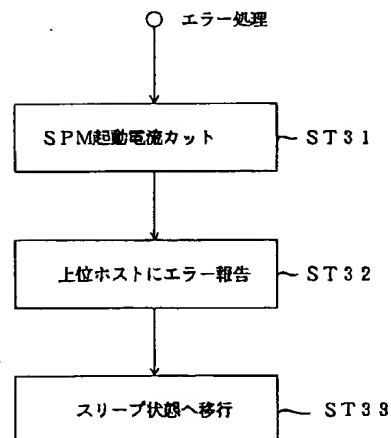 エラー処理
SPM起動電流カット
ST31
上位ホストにエラー報告
ST32
スリープ状態へ移行
ST33